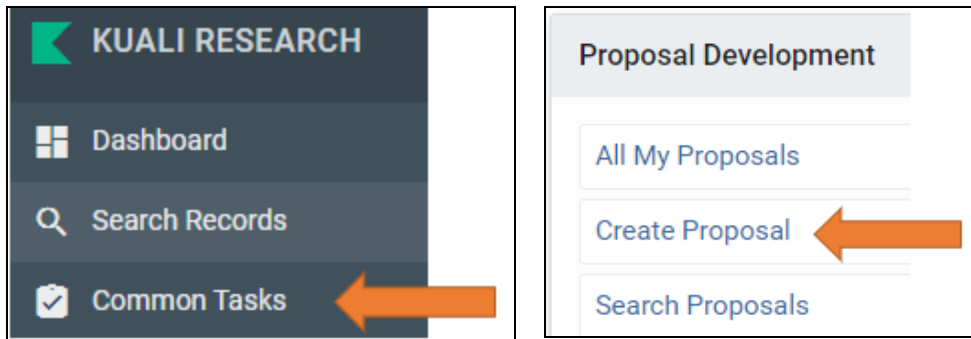 KUALI RESEARCH
Dashboard
Search Records
Common Tasks
Proposal Development
All My Proposals
Create Proposal
Search Proposals